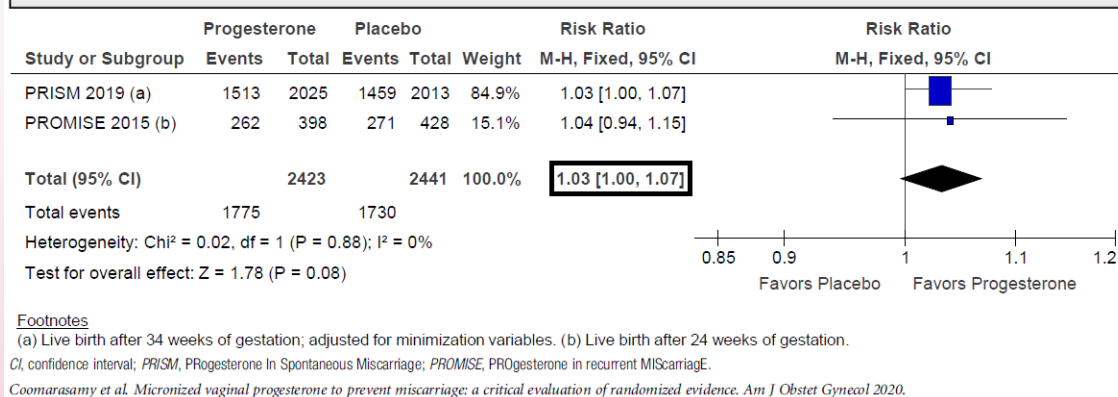 Progesterone Placebo Risk Ratio Risk Ratio
Study or Subgroup Events Total Events Total Weight M-H, Fixed, 95% CI M-H, Fixed, 95% CI
PRISM 2019 (a) 1513 2025 1459 2013 84.9% 1.03 [1.00, 1.07]
PROMISE 2015 (b) 262 398 271 428 15.1% 1.04 [0.94, 1.15]
Total (95% CI) 2423 2441 100.0% 1.03 [1.00, 1.07]
Total events 1775 1730
Heterogeneity: Chi² = 0.02, df = 1 (P = 0.88); I² = 0%
Test for overall effect: Z = 1.78 (P = 0.08)
0.85 0.9 1 1.1 1.2
Favors Placebo Favors Progesterone
Footnotes
(a) Live birth after 34 weeks of gestation; adjusted for minimization variables. (b) Live birth after 24 weeks of gestation.
CI, confidence interval; PRISM, PRogesterone In Spontaneous Miscarriage; PROMISE, PROgesterone in recurrent MIScarriagE.
Coomarasamy et al. Micronized vaginal progesterone to prevent miscarriage: a critical evaluation of randomized evidence. Am J Obstet Gynecol 2020.